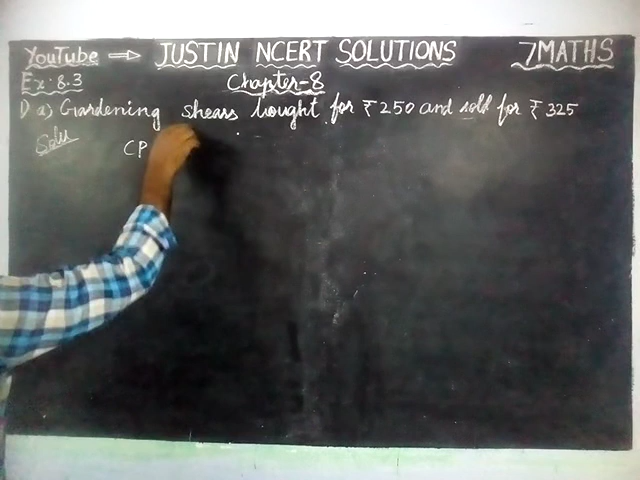 YouTube ⇒ JUSTIN NCERT SOLUTIONS 7MATHS
Ex:8.3 Chapter-8
1) a) Gardening shears bought for ₹250 and sold for ₹325
Soln
CP